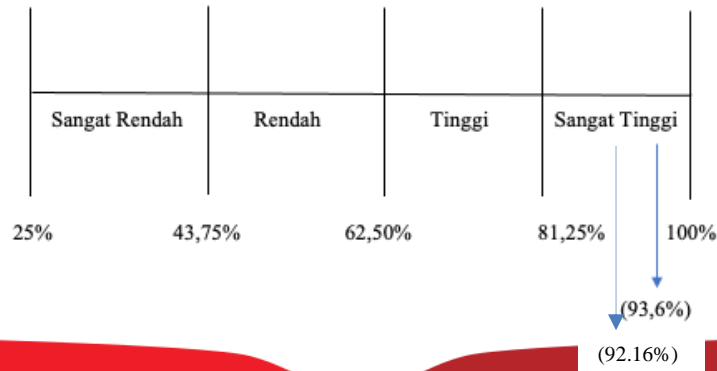 Sangat Rendah Rendah Tinggi Sangat Tinggi
25% 43,75% 62,50% 81,25% 100%
(93,6%)
(92.16%)